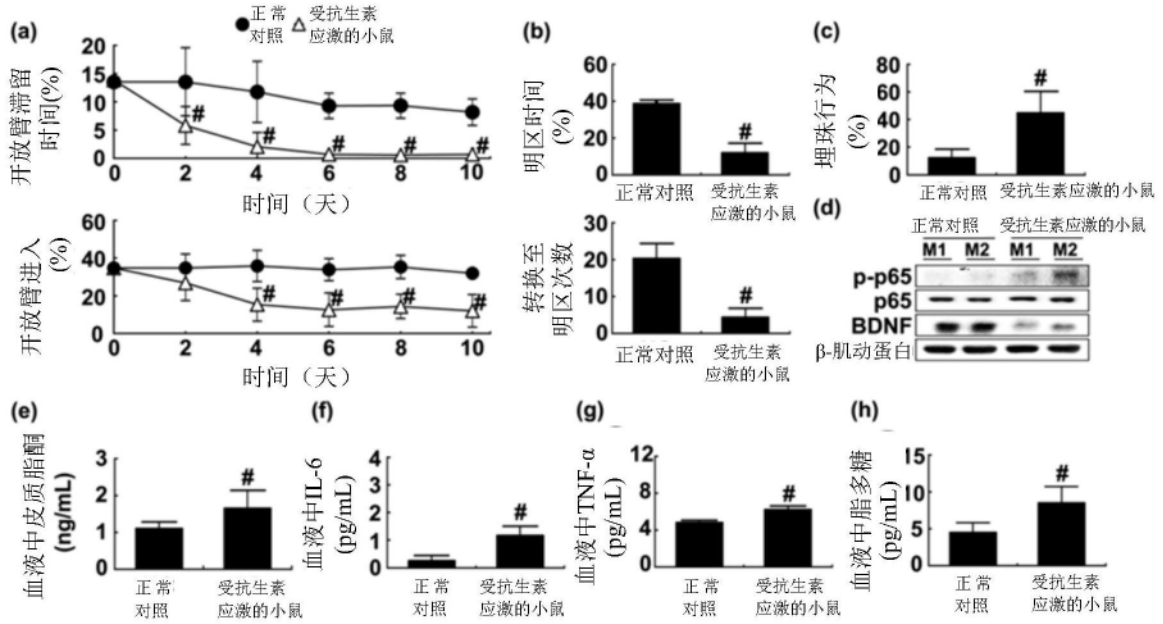 正常
对照
受抗生素
应激的小鼠
(a)
开放臂滞留
时间(%)
20
15
10
5
0
#
#
#
#
#
0 2 4 6 8 10
时间（天）
开放臂进入
(%)
60
40
20
0
#
#
#
#
0 2 4 6 8 10
时间（天）
(b)
明区时间
(%)
60
40
20
0
#
正常对照
受抗生素
应激的小鼠
转换至
明区次数
30
20
10
0
#
正常对照
受抗生素
应激的小鼠
(c)
埋珠行为
(%)
80
60
40
20
0
#
正常对照
受抗生素
应激的小鼠
(d)
正常对照 受抗生素应激的小鼠
M1 M2 M1 M2
p-p65
p65
BDNF
β-肌动蛋白
(e)
血液中皮质脂酮
(ng/mL)
3
2
1
0
#
正常
对照
受抗生素
应激的小鼠
(f)
血液中IL-6
(pg/mL)
4
3
2
1
0
#
正常
对照
受抗生素
应激的小鼠
(g)
血液中TNF-α
(pg/mL)
12
8
4
0
#
正常
对照
受抗生素
应激的小鼠
(h)
血液中脂多糖
(pg/mL)
15
10
5
0
#
正常
对照
受抗生素
应激的小鼠